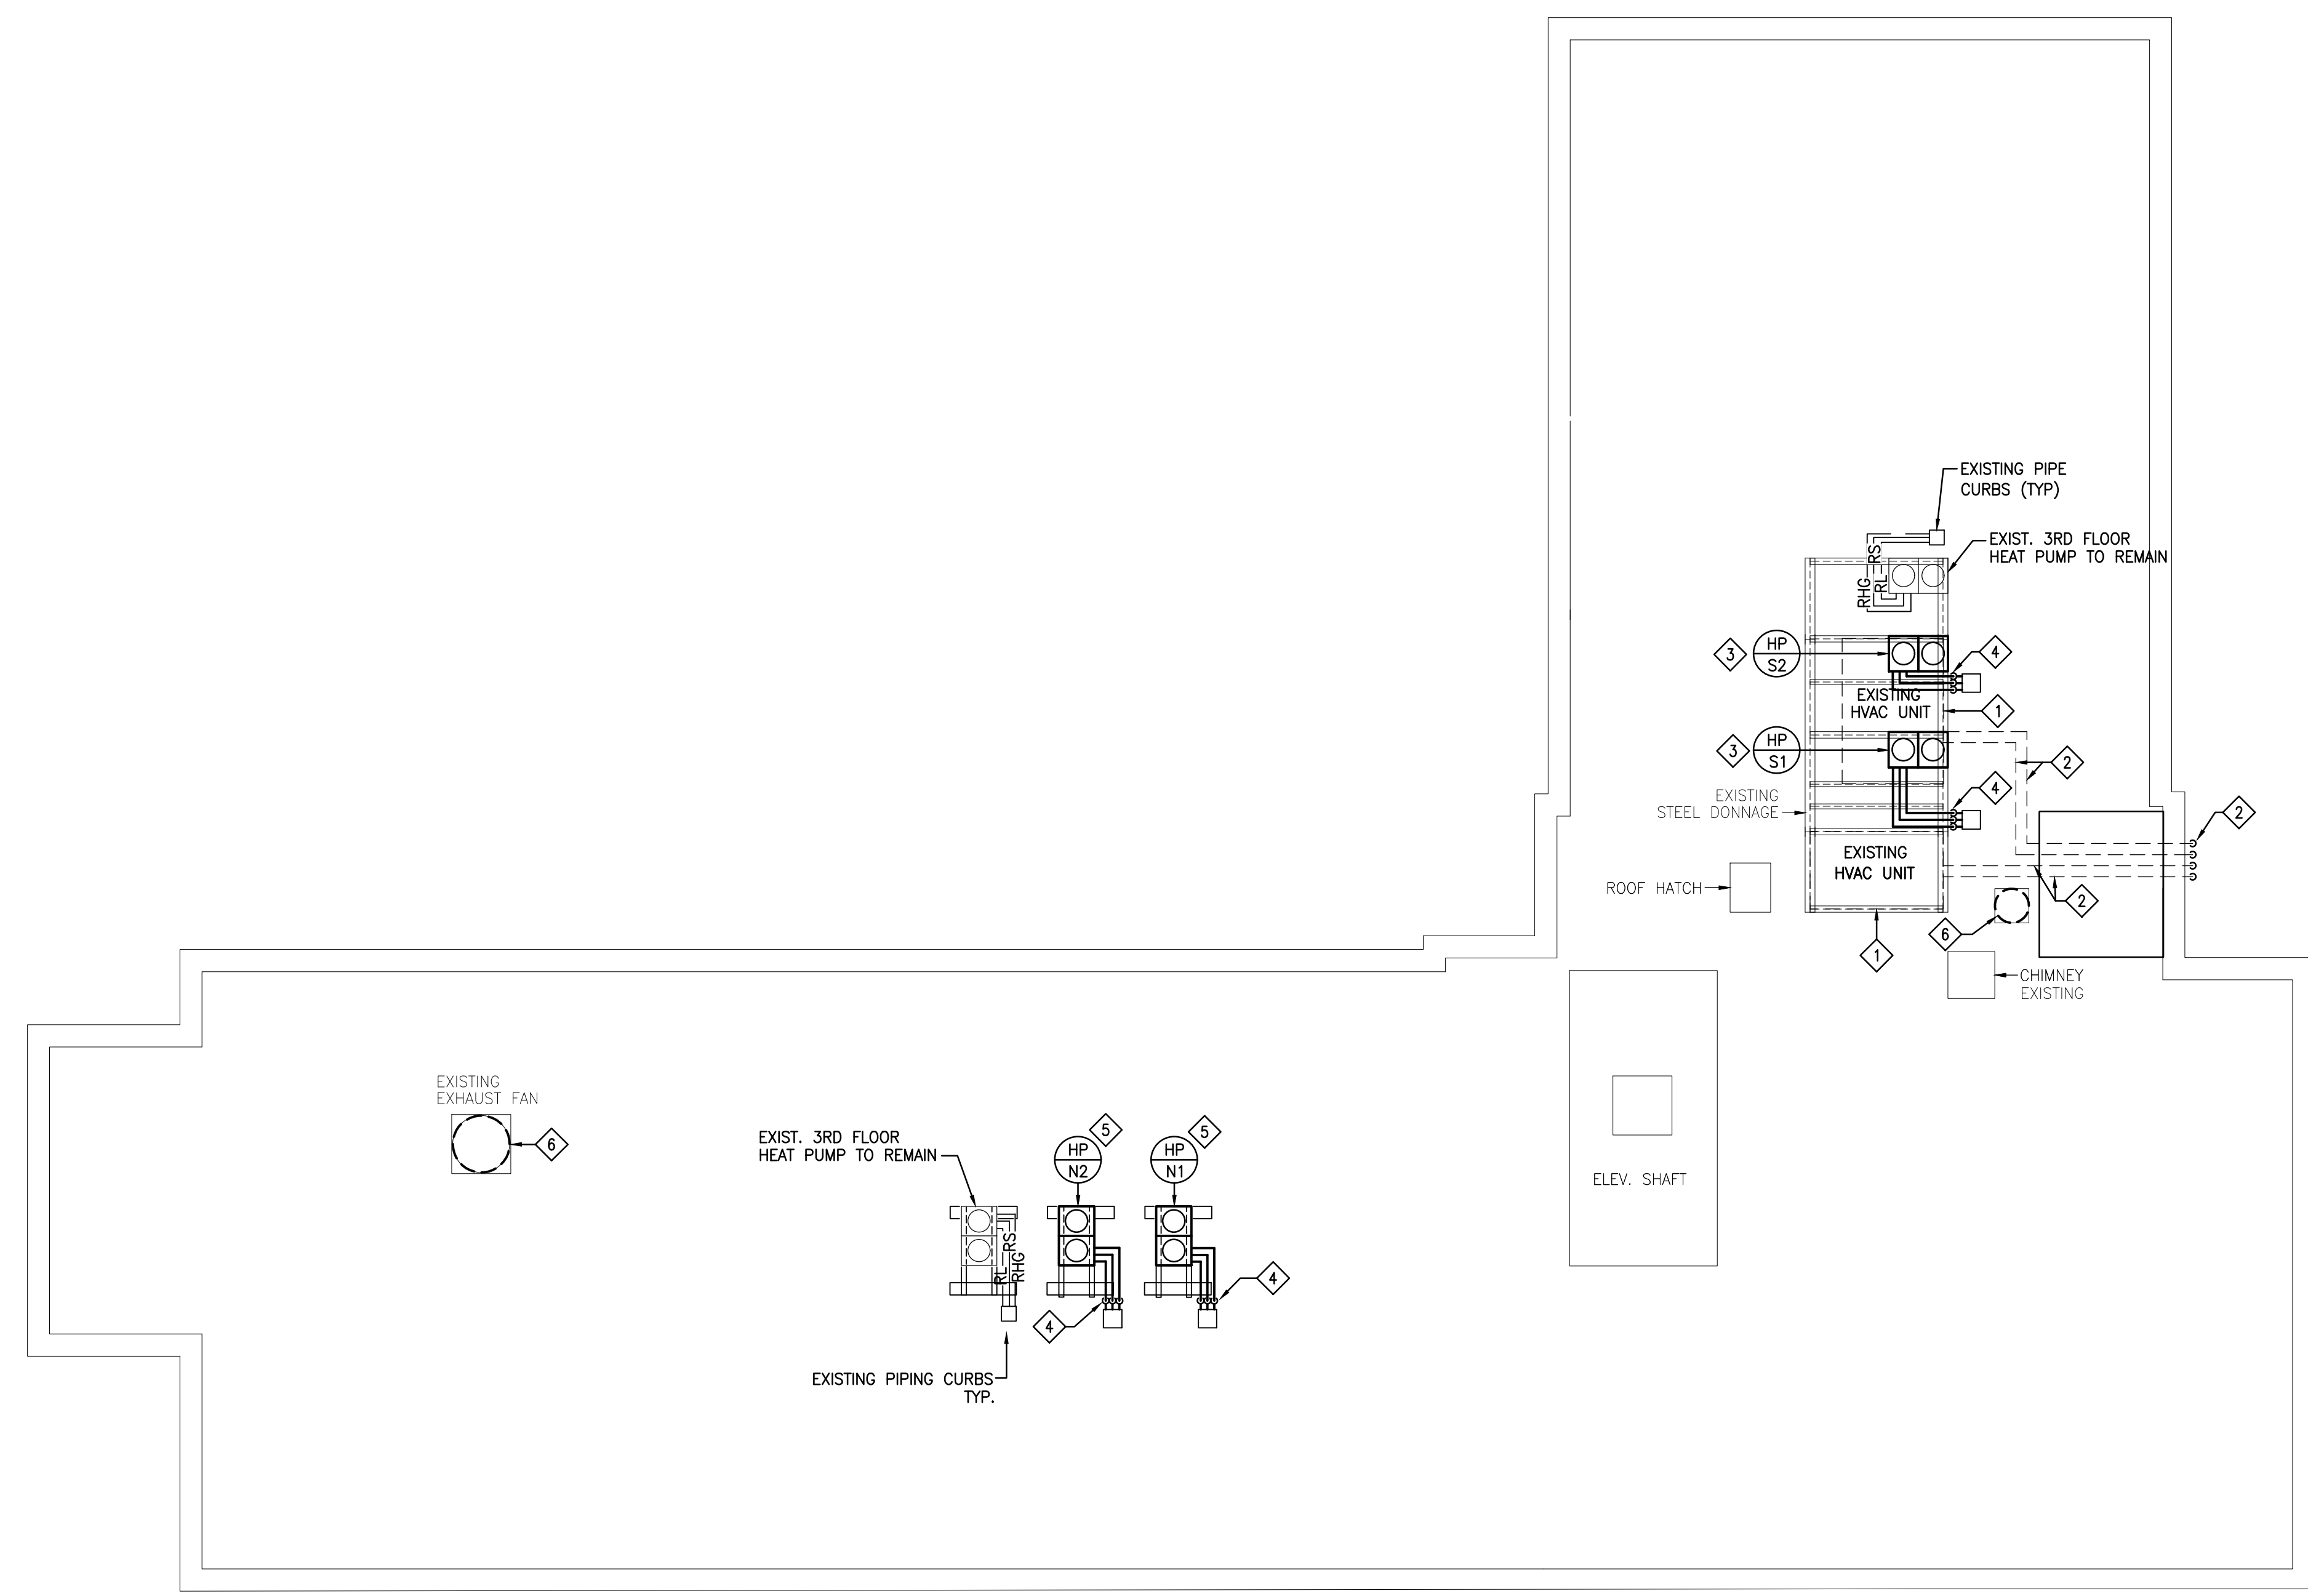 EXISTING PIPE
CURBS (TYP)
EXIST. 3RD FLOOR
HEAT PUMP TO REMAIN
RS
RL
RHG
3
HP
S2
4
EXISTING
HVAC UNIT
1
3
HP
S1
2
4
EXISTING
STEEL DONNAGE
2
EXISTING
HVAC UNIT
ROOF HATCH
2
6
1
CHIMNEY
EXISTING
EXISTING
EXHAUST FAN
6
EXIST. 3RD FLOOR
HEAT PUMP TO REMAIN
HP
N2
5
HP
N1
5
ELEV. SHAFT
RS
RL
RHG
4
4
EXISTING PIPING CURBS
TYP.